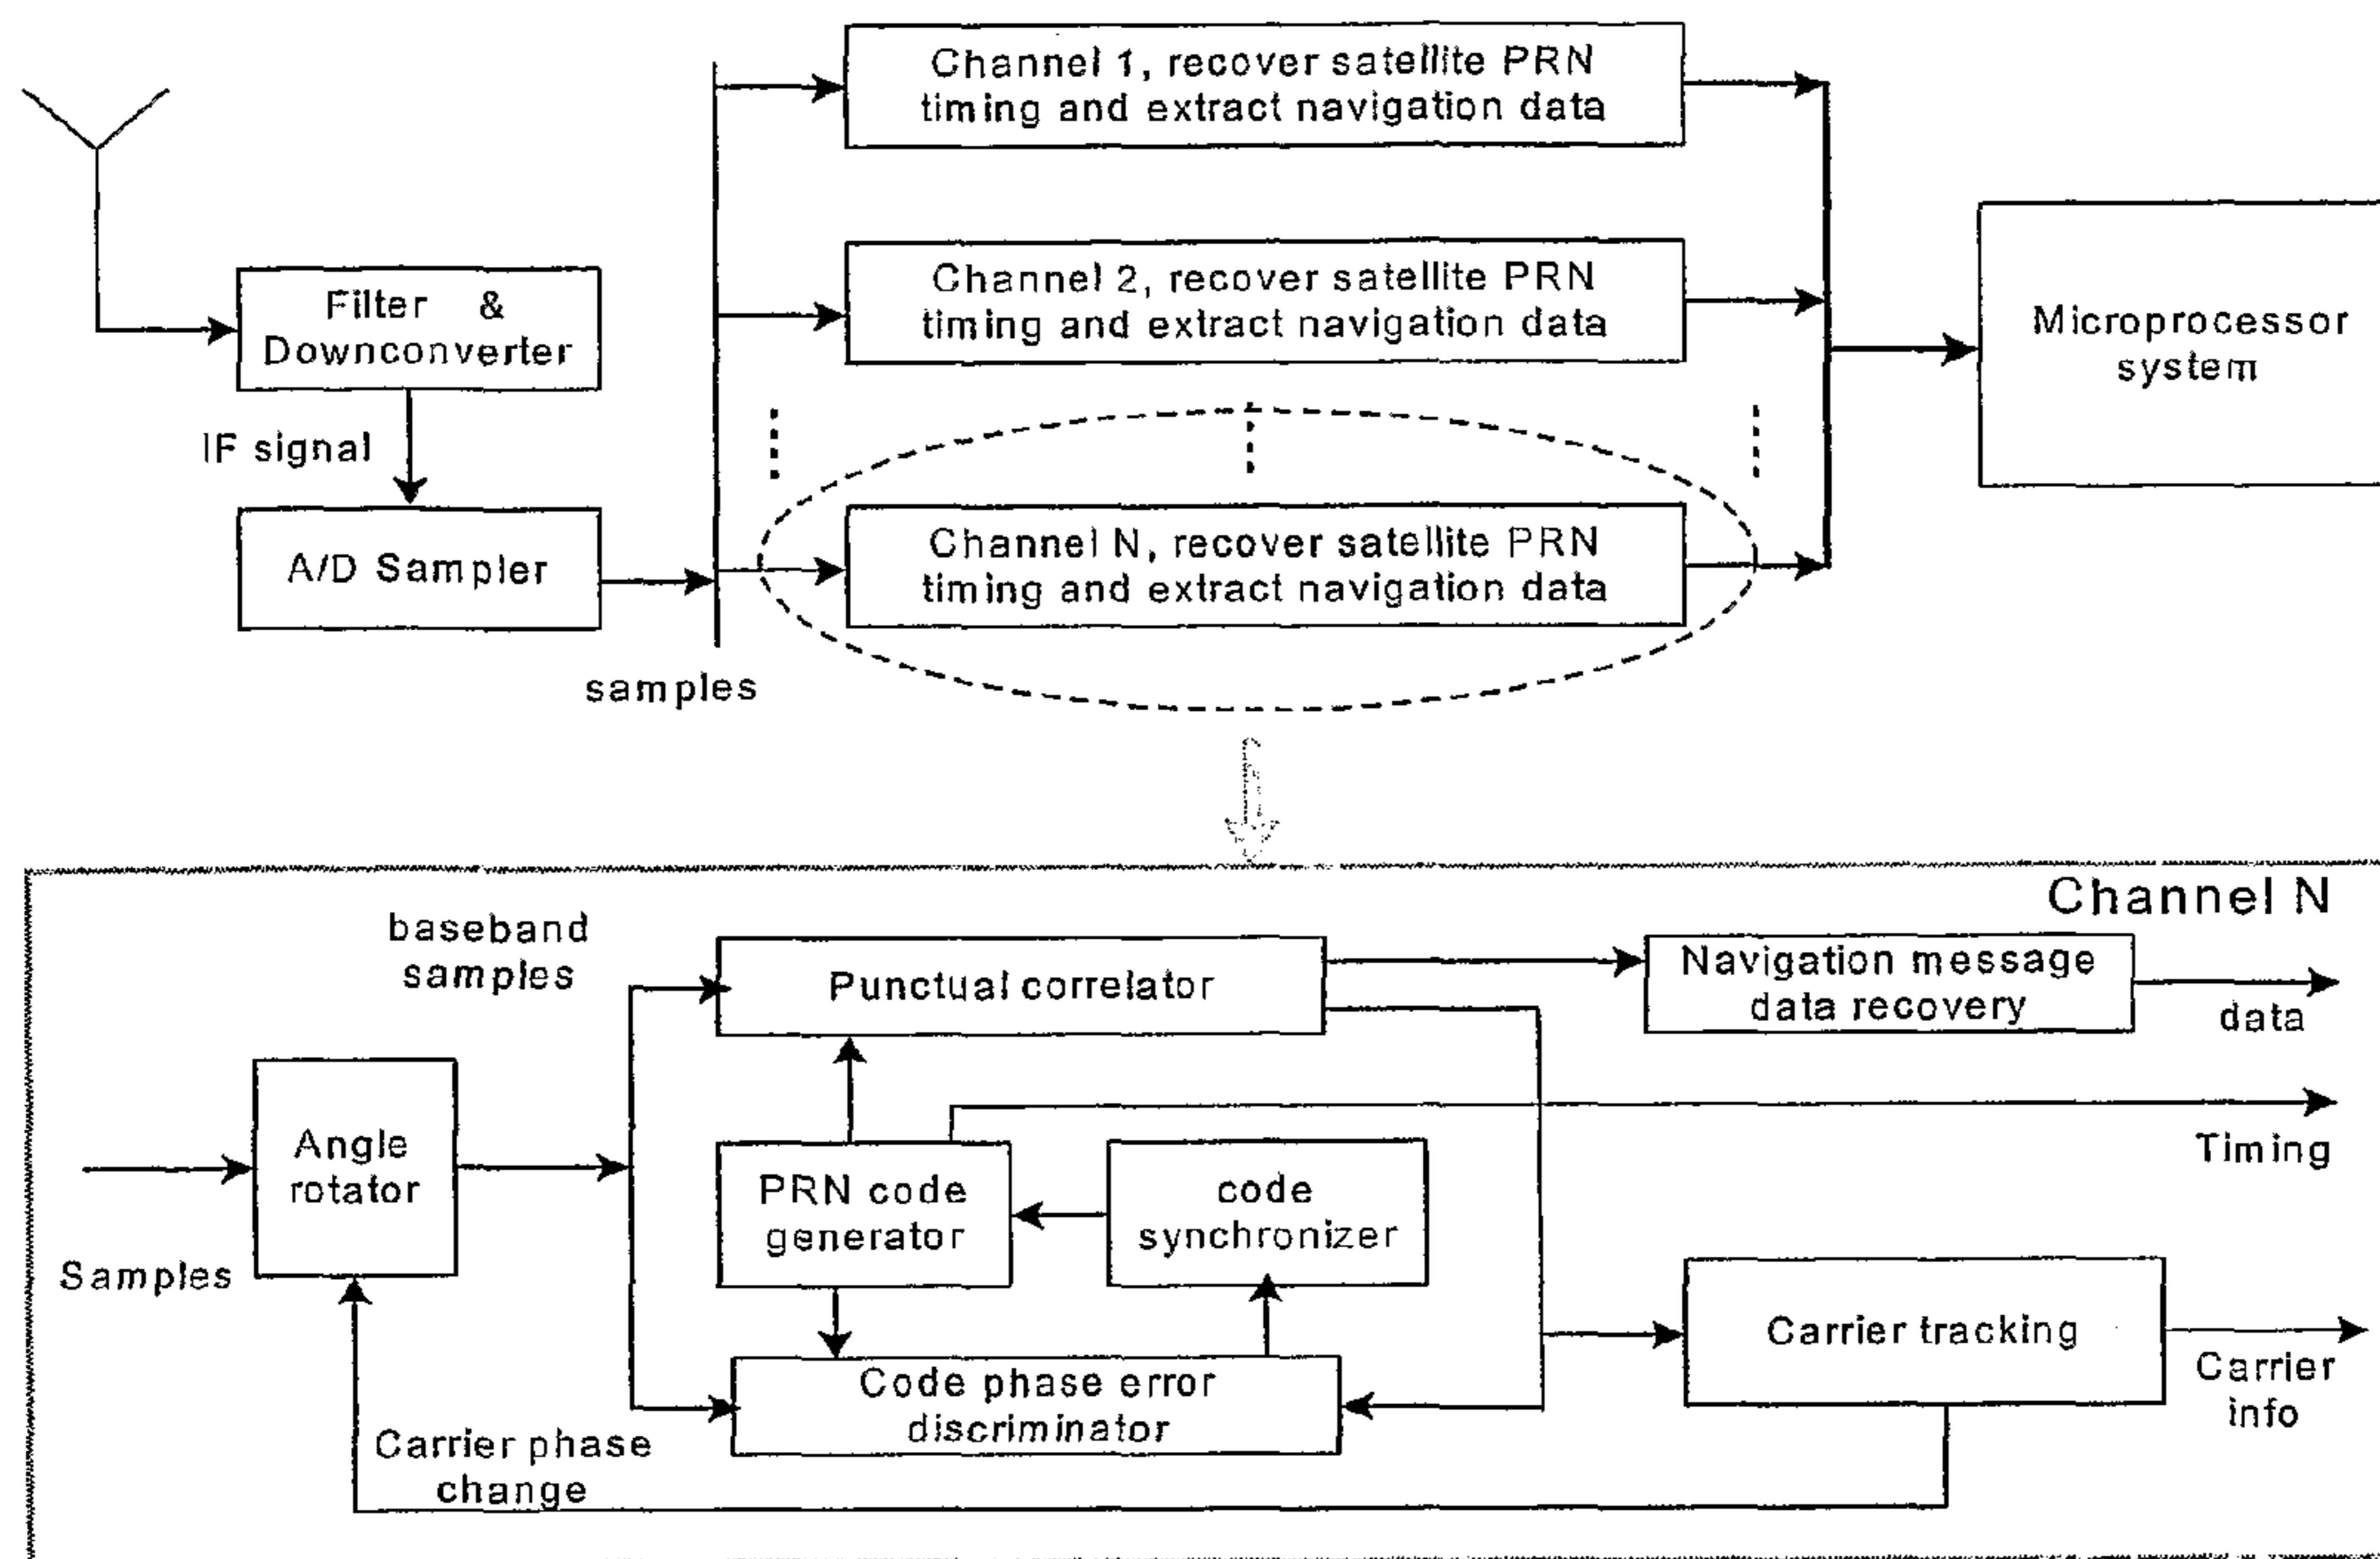 Channel 1, recover satellite PRN
timing and extract navigation data
Filter &
Downconverter
Channel 2, recover satellite PRN
timing and extract navigation data
Microprocessor
system
IF signal
A/D Sampler
Channel N, recover satellite PRN
timing and extract navigation data
samples
Channel N
baseband
samples
Punctual correlator
Navigation message
data recovery
data
Angle
rotator
Timing
PRN code
generator
code
synchronizer
Samples
Carrier tracking
Carrier
info
Code phase error
discriminator
Carrier phase
change